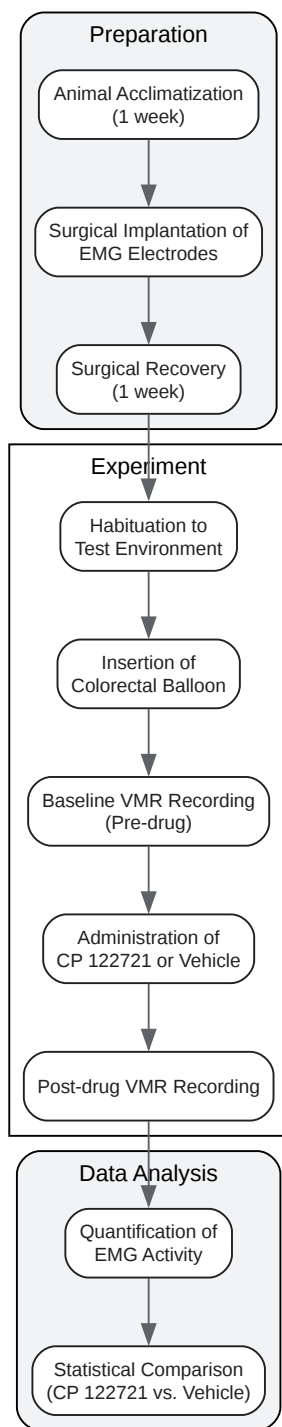 Preparation
Animal Acclimatization
(1 week)
Surgical Implantation of
EMG Electrodes
Surgical Recovery
(1 week)
Experiment
Habituation to
Test Environment
Insertion of
Colorectal Balloon
Baseline VMR Recording
(Pre-drug)
Administration of
CP 122721 or Vehicle
Post-drug VMR Recording
Data Analysis
Quantification of
EMG Activity
Statistical Comparison
(CP 122721 vs. Vehicle)